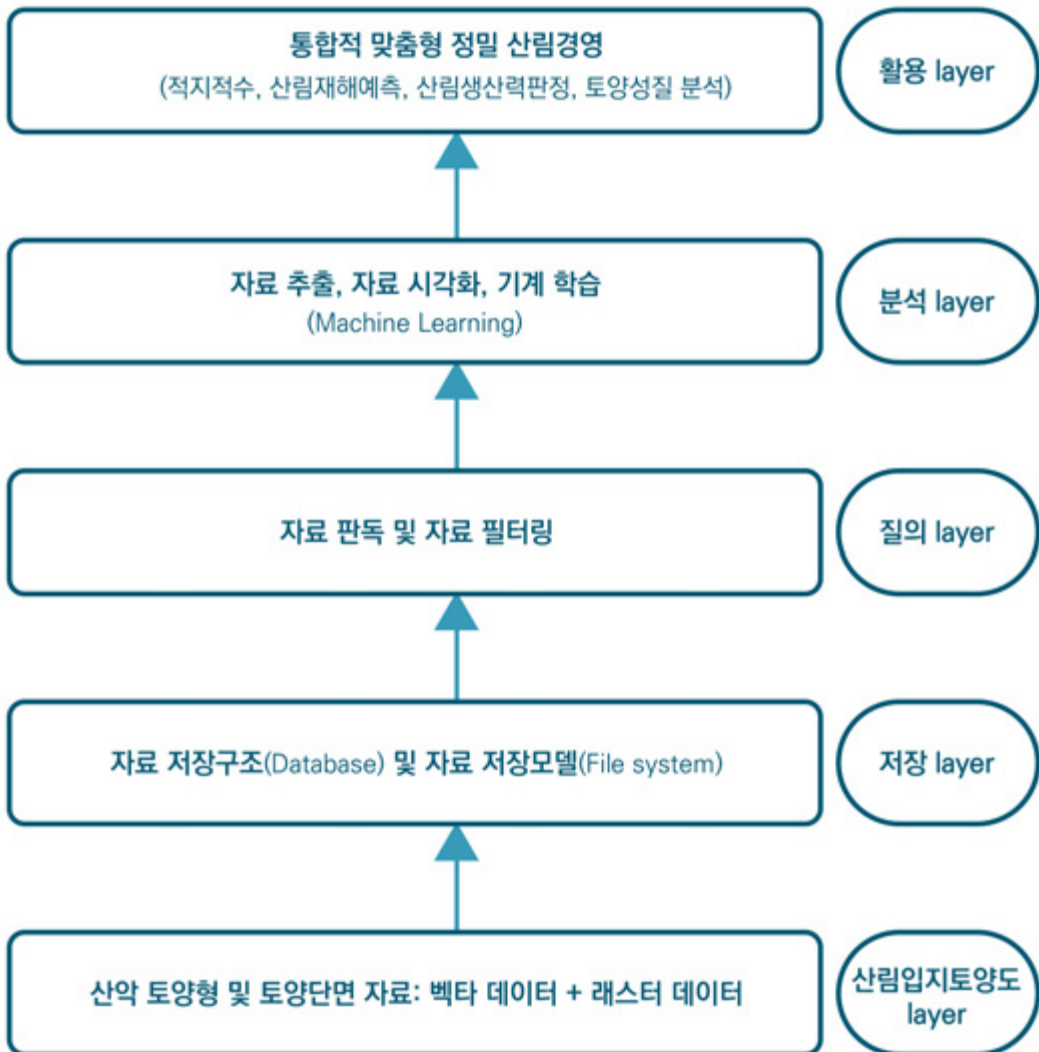 통합적 맞춤형 정밀 산림경영
(적지적수, 산림재해예측, 산림생산력판정, 토양성질 분석)
활용 layer
자료 추출, 자료 시각화, 기계 학습
(Machine Learning)
분석 layer
자료 판독 및 자료 필터링
질의 layer
자료 저장구조(Database) 및 자료 저장모델(File system)
저장 layer
산악 토양형 및 토양단면 자료: 벡타 데이터 + 래스터 데이터
산림입지토양도
layer